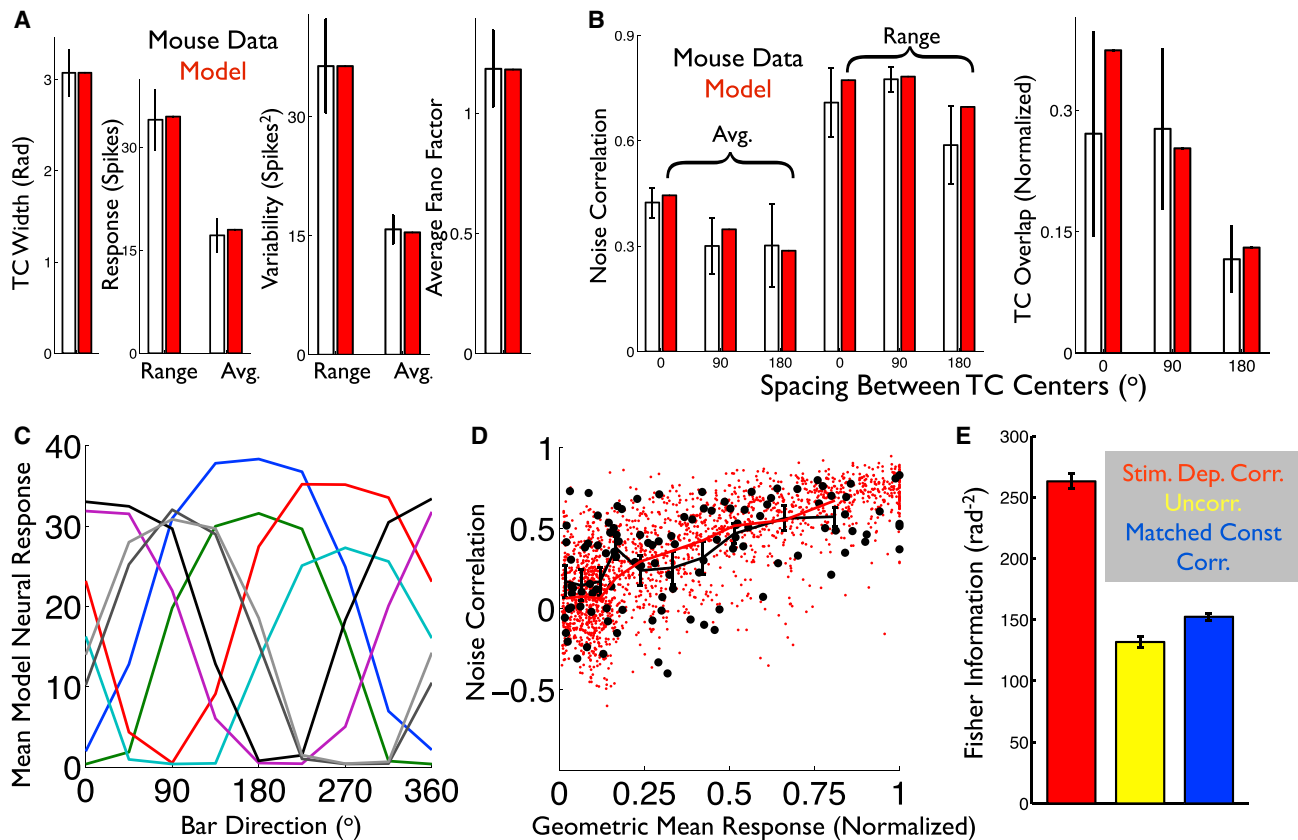 A
Mouse Data
Model
TC Width (Rad)
0
1
2
3
Response (Spikes)
0
15
30
Range
Avg.
Variability (Spikes²)
0
15
30
Range
Avg.
Average Fano Factor
0
0.5
1
B
Mouse Data
Model
Avg.
Range
Noise Correlation
0
0.3
0.6
0.9
0
90
180
0
90
180
TC Overlap (Normalized)
0
0.15
0.3
0
90
180
Spacing Between TC Centers (°)
C
Mean Model Neural Response
40
30
20
10
0
0
90
180
270
360
Bar Direction (°)
D
Noise Correlation
1
0.5
0
−0.5
0
0.25
0.5
0.75
1
Geometric Mean Response (Normalized)
E
Fisher Information (rad⁻²)
300
250
200
150
100
50
0
Stim. Dep. Corr.
Uncorr.
Matched Const
Corr.